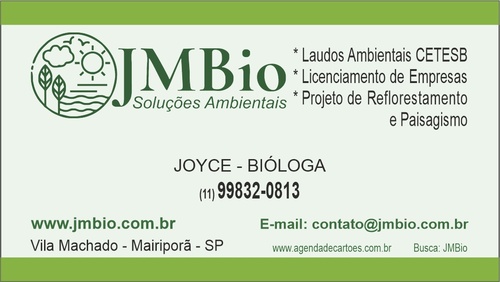 JMBio
Soluções Ambientais
* Laudos Ambientais CETESB
* Licenciamento de Empresas
* Projeto de Reflorestamento
e Paisagismo
JOYCE - BIÓLOGA
(11) 99832-0813
www.jmbio.com.br
E-mail: contato@jmbio.com.br
Vila Machado - Mairiporã - SP
www.agendadecartoes.com.br
Busca: JMBio